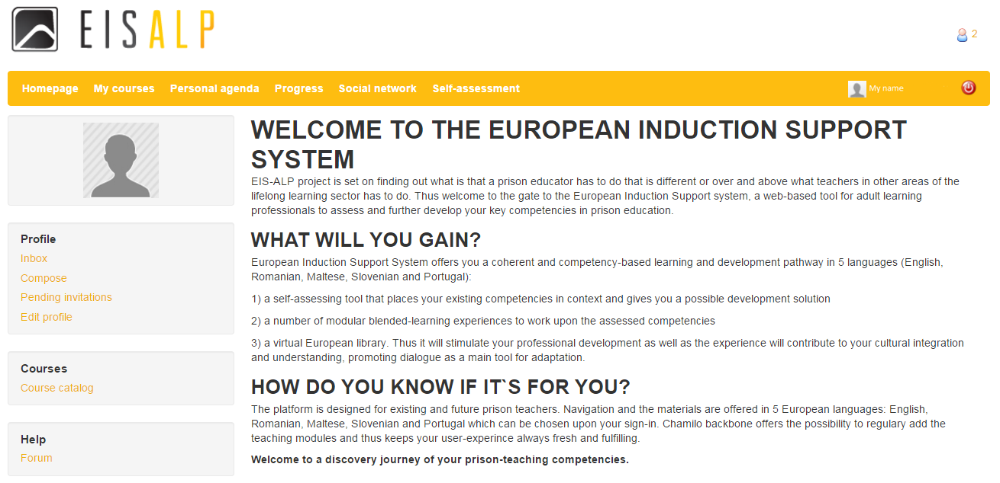 EISALP
2
Homepage My courses Personal agenda Progress Social network Self-assessment My name
WELCOME TO THE EUROPEAN INDUCTION SUPPORT
SYSTEM
EIS-ALP project is set on finding out what is that a prison educator has to do that is different or over and above what teachers in other areas of the
lifelong learning sector has to do. Thus welcome to the gate to the European Induction Support system, a web-based tool for adult learning
professionals to assess and further develop your key competencies in prison education.
Profile
Inbox
Compose
Pending invitations
Edit profile
WHAT WILL YOU GAIN?
European Induction Support System offers you a coherent and competency-based learning and development pathway in 5 languages (English,
Romanian, Maltese, Slovenian and Portugal):
1) a self-assessing tool that places your existing competencies in context and gives you a possible development solution
2) a number of modular blended-learning experiences to work upon the assessed competencies
3) a virtual European library. Thus it will stimulate your professional development as well as the experience will contribute to your cultural integration
and understanding, promoting dialogue as a main tool for adaptation.
Courses
Course catalog
HOW DO YOU KNOW IF IT`S FOR YOU?
The platform is designed for existing and future prison teachers. Navigation and the materials are offered in 5 European languages: English,
Romanian, Maltese, Slovenian and Portugal which can be chosen upon your sign-in. Chamilo backbone offers the possibility to regulary add the
teaching modules and thus keeps your user-experince always fresh and fulfilling.
Welcome to a discovery journey of your prison-teaching competencies.
Help
Forum